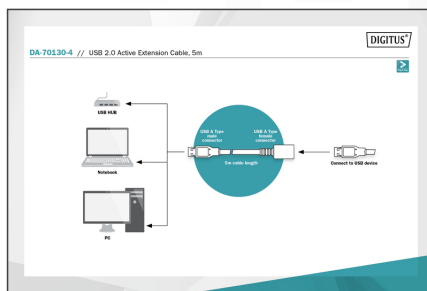 DIGITUS®
DA-70130-4 // USB 2.0 Active Extension Cable, 5m
USB HUB
USB A Type
male
connector
USB A Type
female
connector
5m cable length
Notebook
Connect to USB device
PC